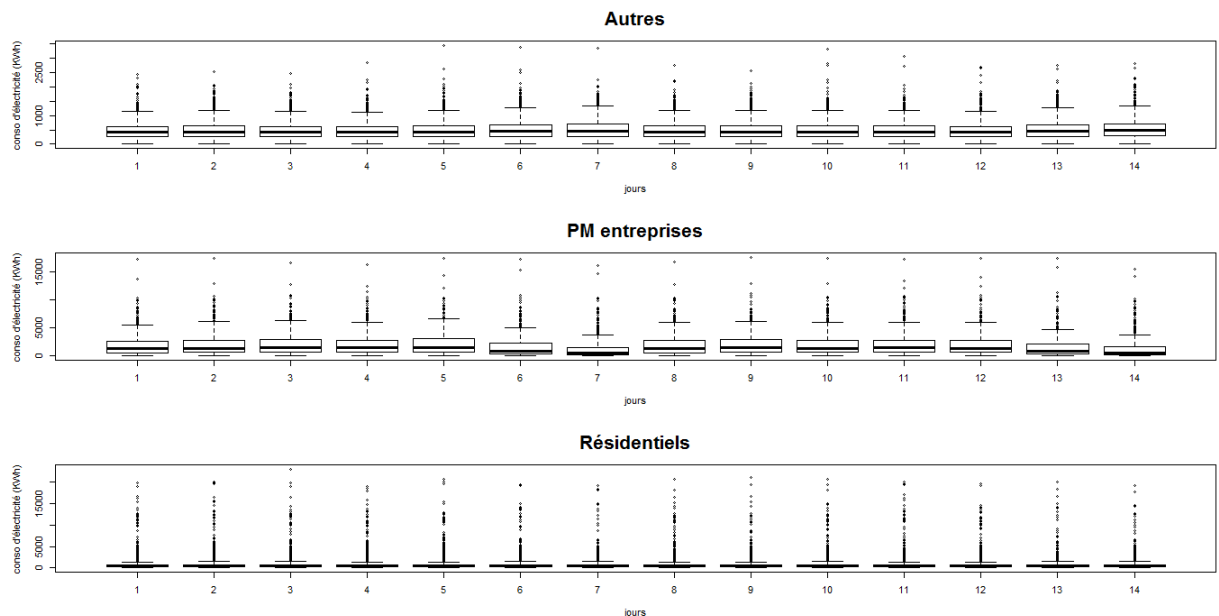 Autres
conso d'électricité (KWh)
2500
1000
0
1 2 3 4 5 6 7 8 9 10 11 12 13 14
jours
PM entreprises
conso d'électricité (KWh)
15000
5000
0
1 2 3 4 5 6 7 8 9 10 11 12 13 14
jours
Résidentiels
conso d'électricité (KWh)
15000
5000
0
1 2 3 4 5 6 7 8 9 10 11 12 13 14
jours